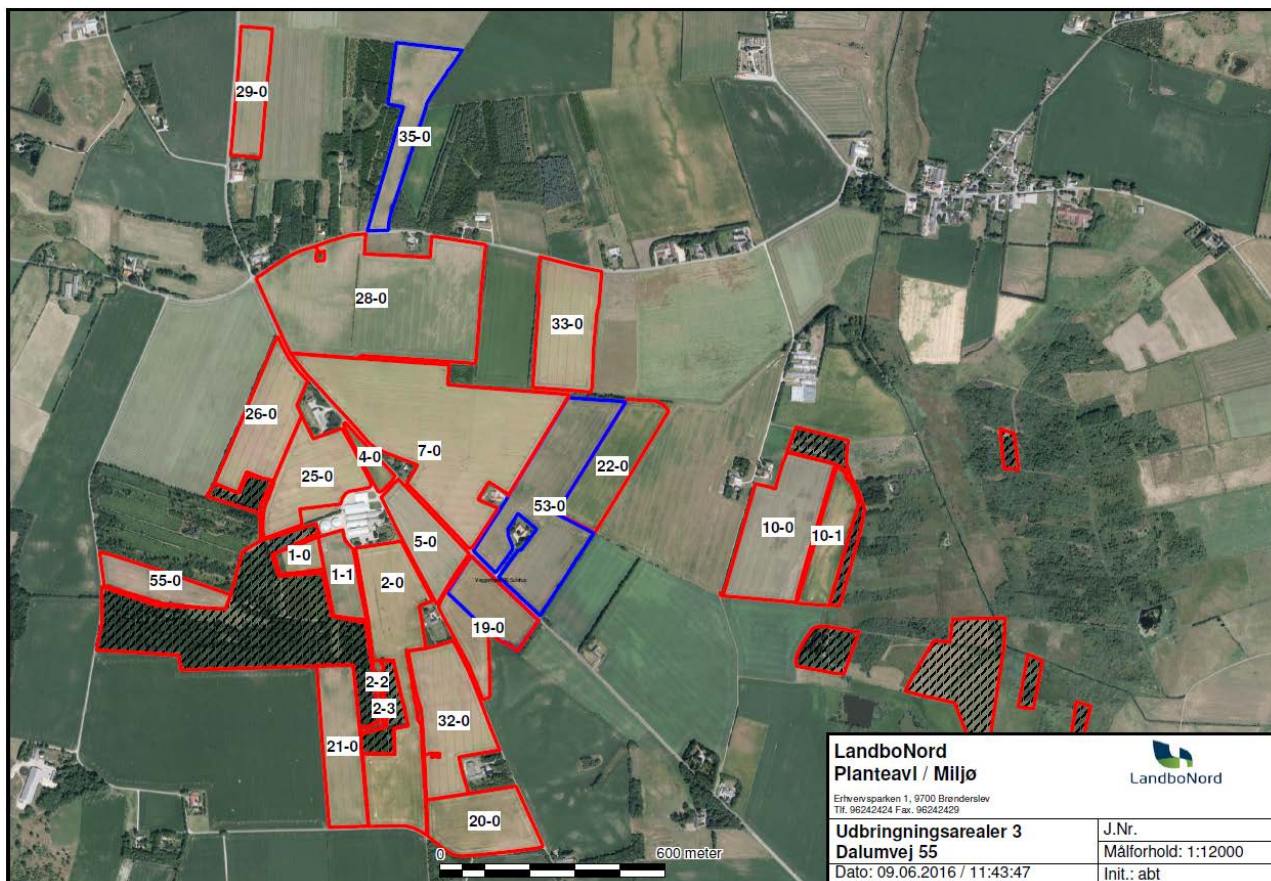 29-0
35-0
28-0
33-0
26-0
7-0
4-0
22-0
25-0
53-0
10-0
10-1
5-0
1-0
1-1
2-0
55-0
19-0
2-2
2-3
32-0
21-0
20-0
0
600 meter
LandboNord
Planteavl / Miljø
LandboNord
Erhvervsparken 1, 9700 Brønderslev
Tlf. 96242424 Fax. 96242429
Udbringningsarealer 3
Dalumvej 55
J.Nr.
Målforhold: 1:12000
Dato: 09.06.2016 / 11:43:47
Init.: abt